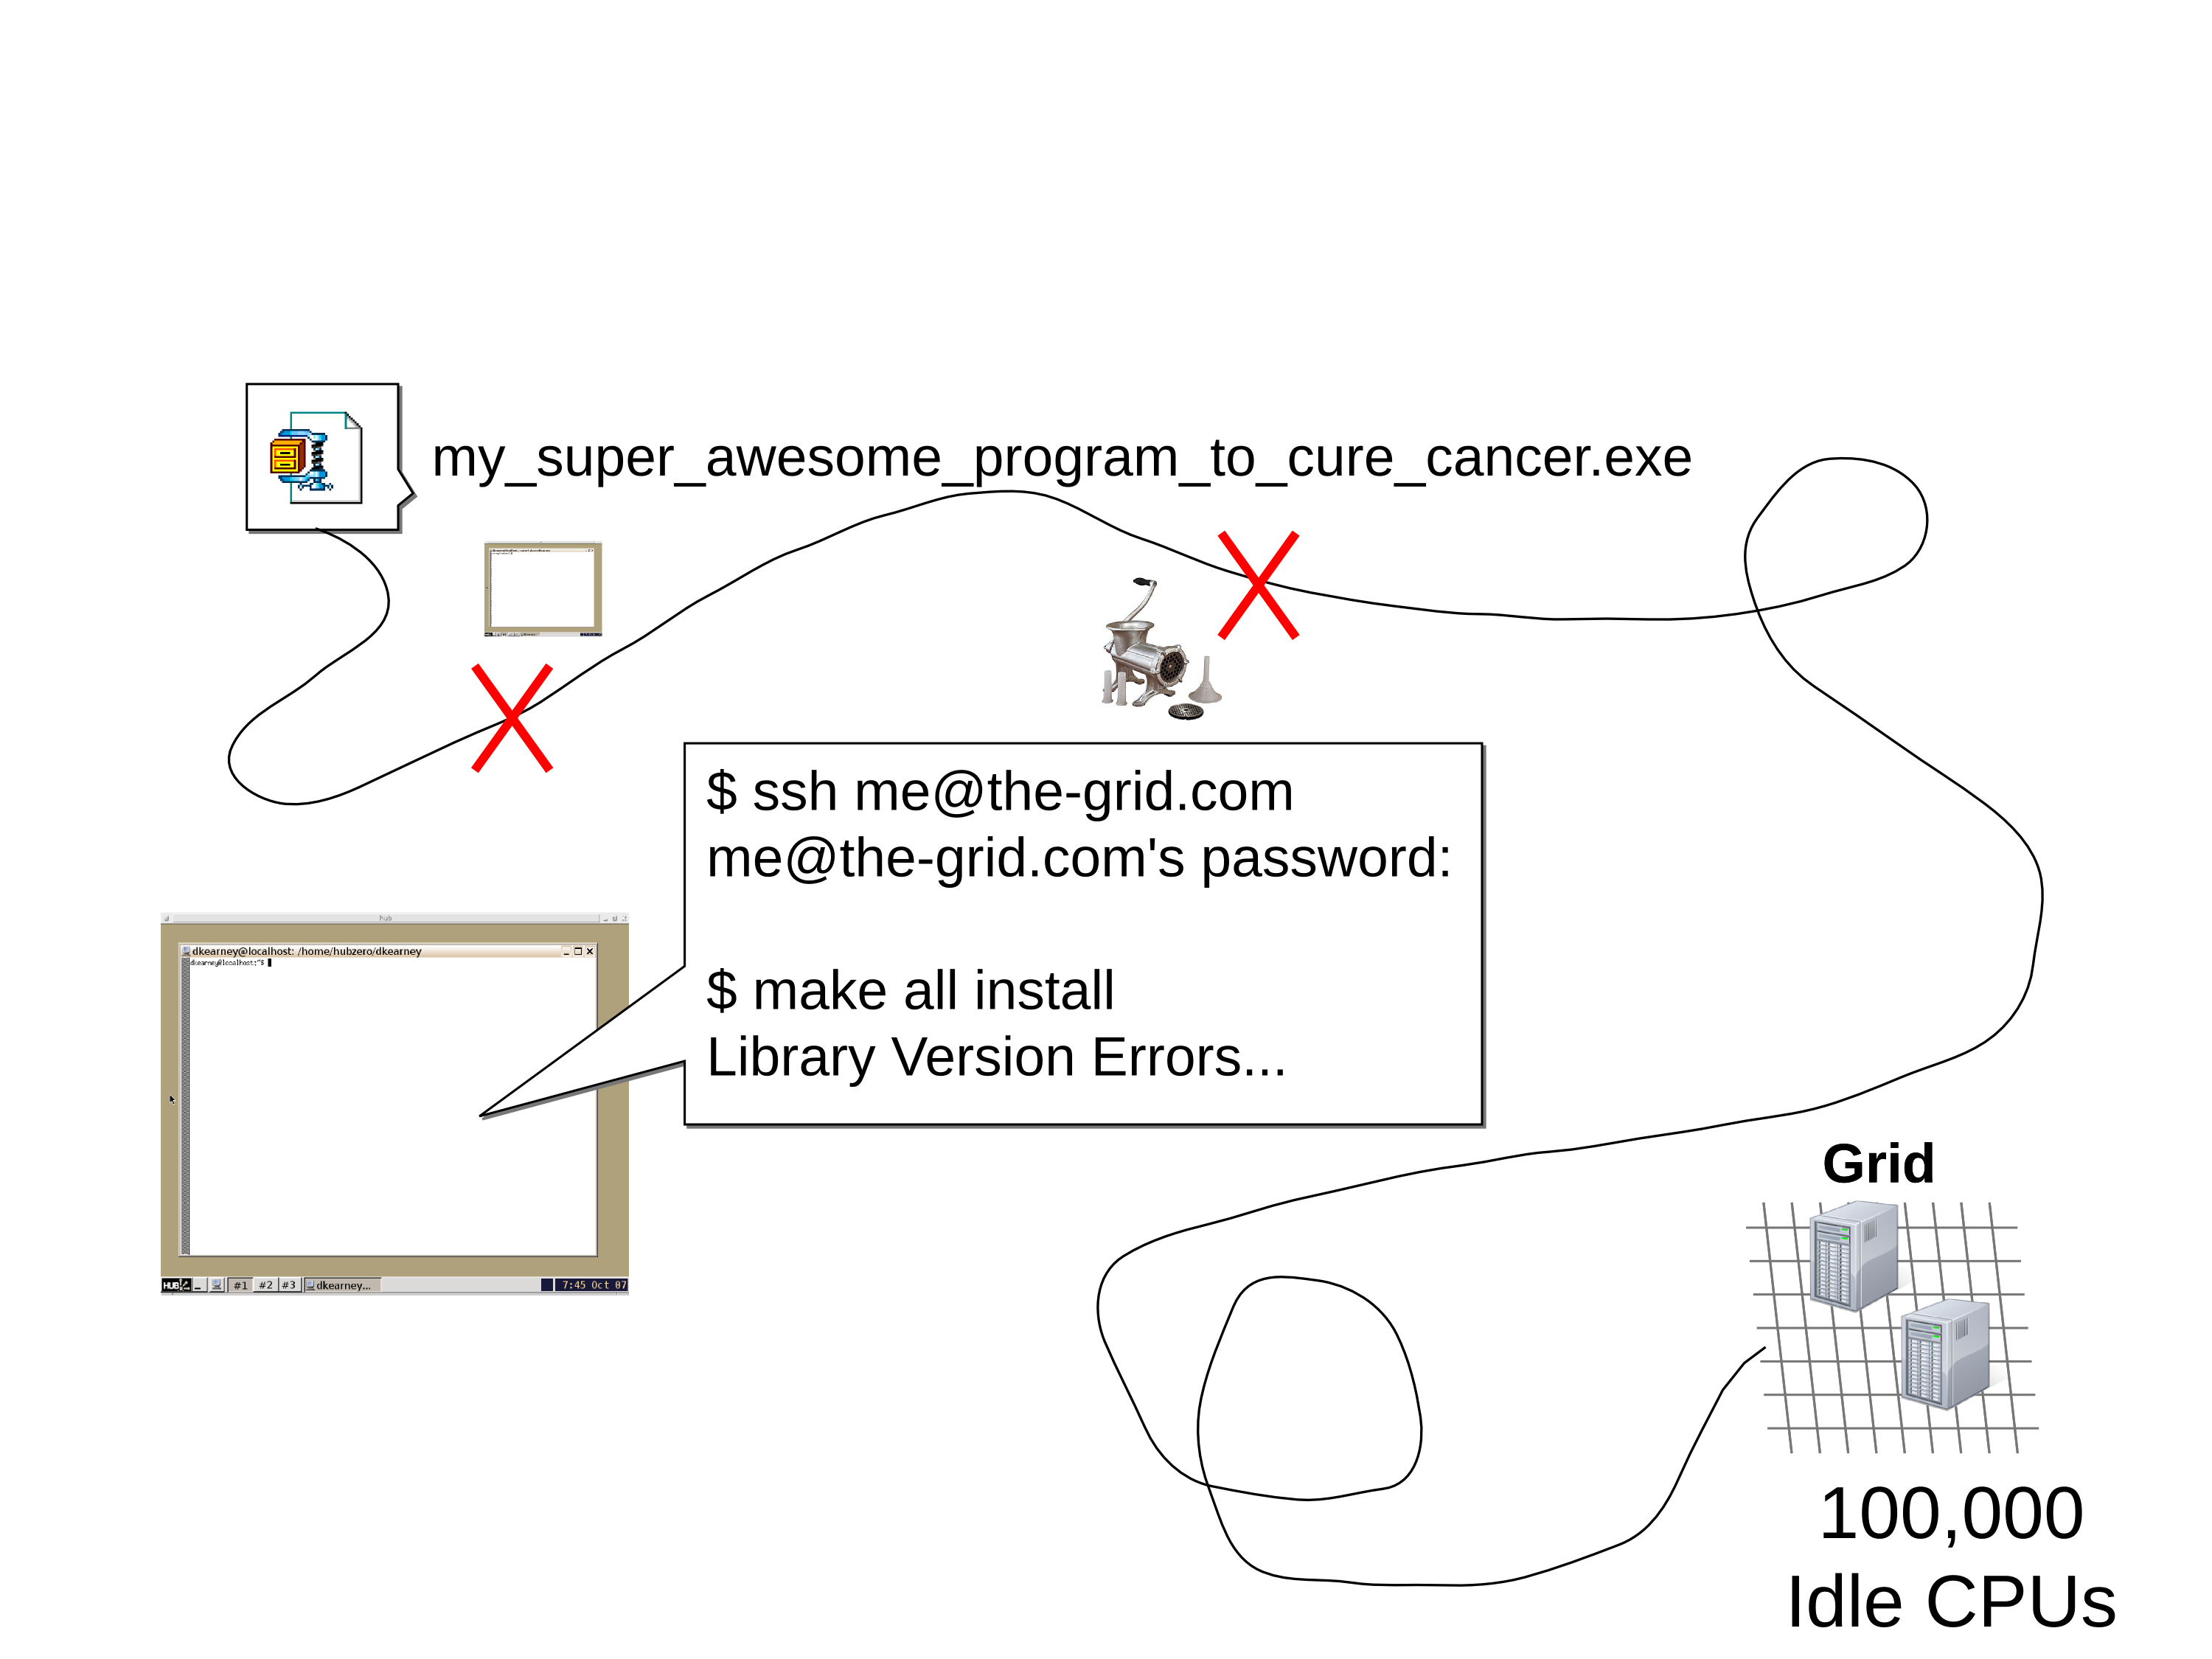 my_super_awesome_program_to_cure_cancer.exe
$ ssh me@the-grid.com
me@the-grid.com's password:
$ make all install
Library Version Errors...
hub
dkearney@localhost: /home/hubzero/dkearney
dkearney@localhost:~$
HUB #1 #2 #3 dkearney... 7:45 Oct 07
Grid
100,000
Idle CPUs